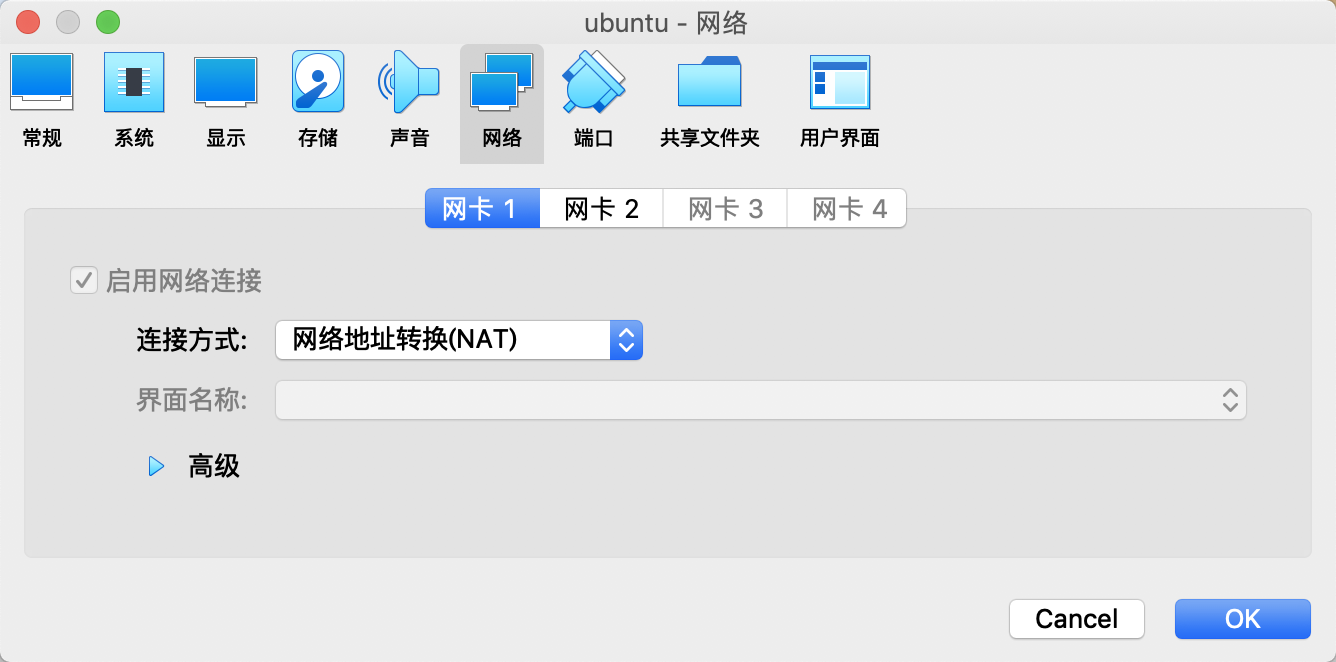 ubuntu - 网络
常规 系统 显示 存储 声音 网络 端口 共享文件夹 用户界面
网卡 1 网卡 2 网卡 3 网卡 4
启用网络连接
连接方式: 网络地址转换(NAT)
界面名称:
高级
Cancel OK